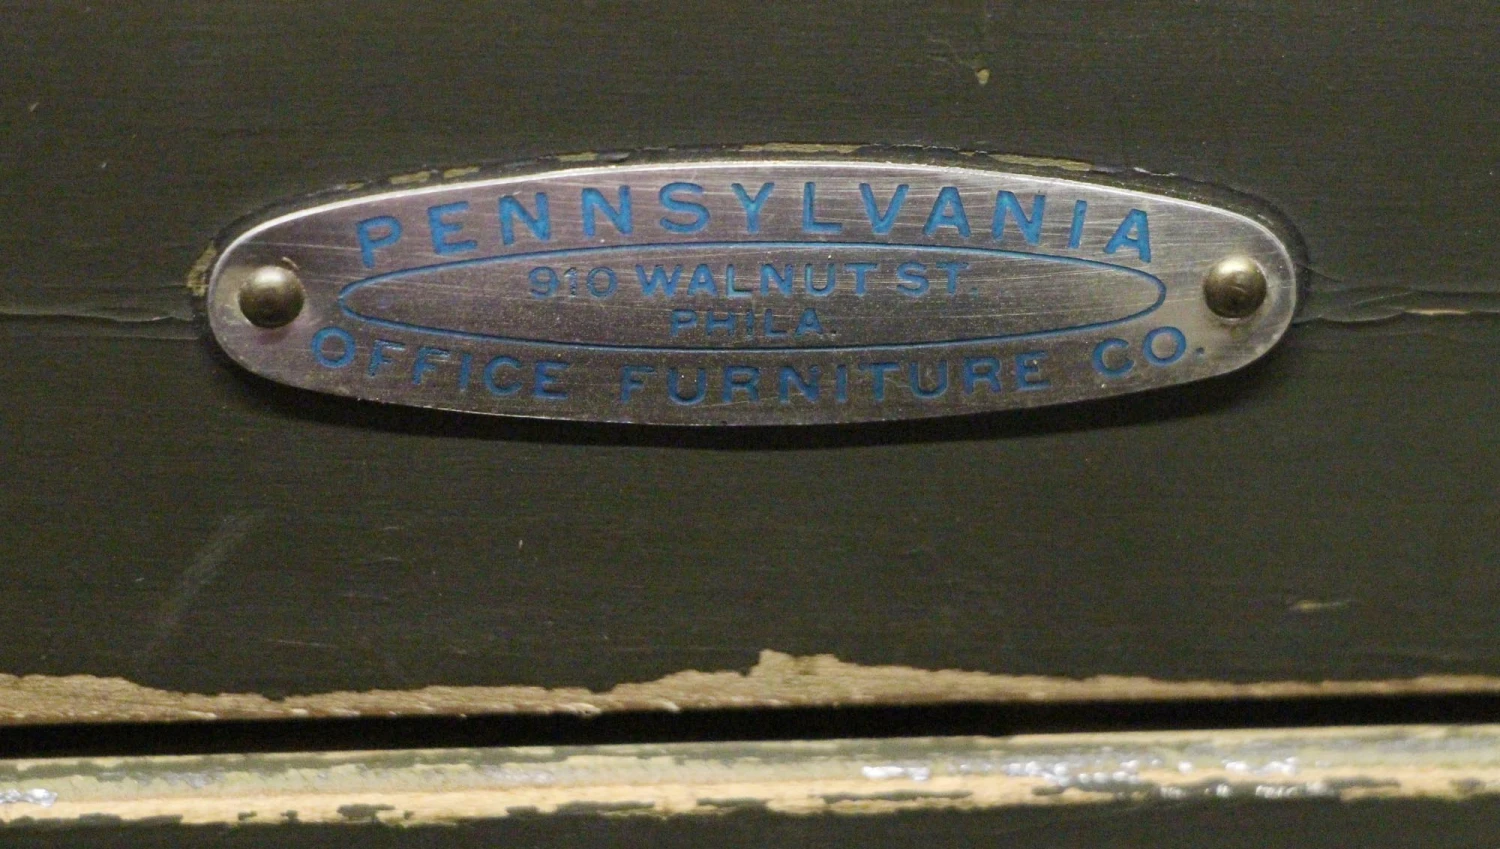 PENNSYLVANIA
910 WALNUT ST.
PHILA.
OFFICE FURNITURE CO.